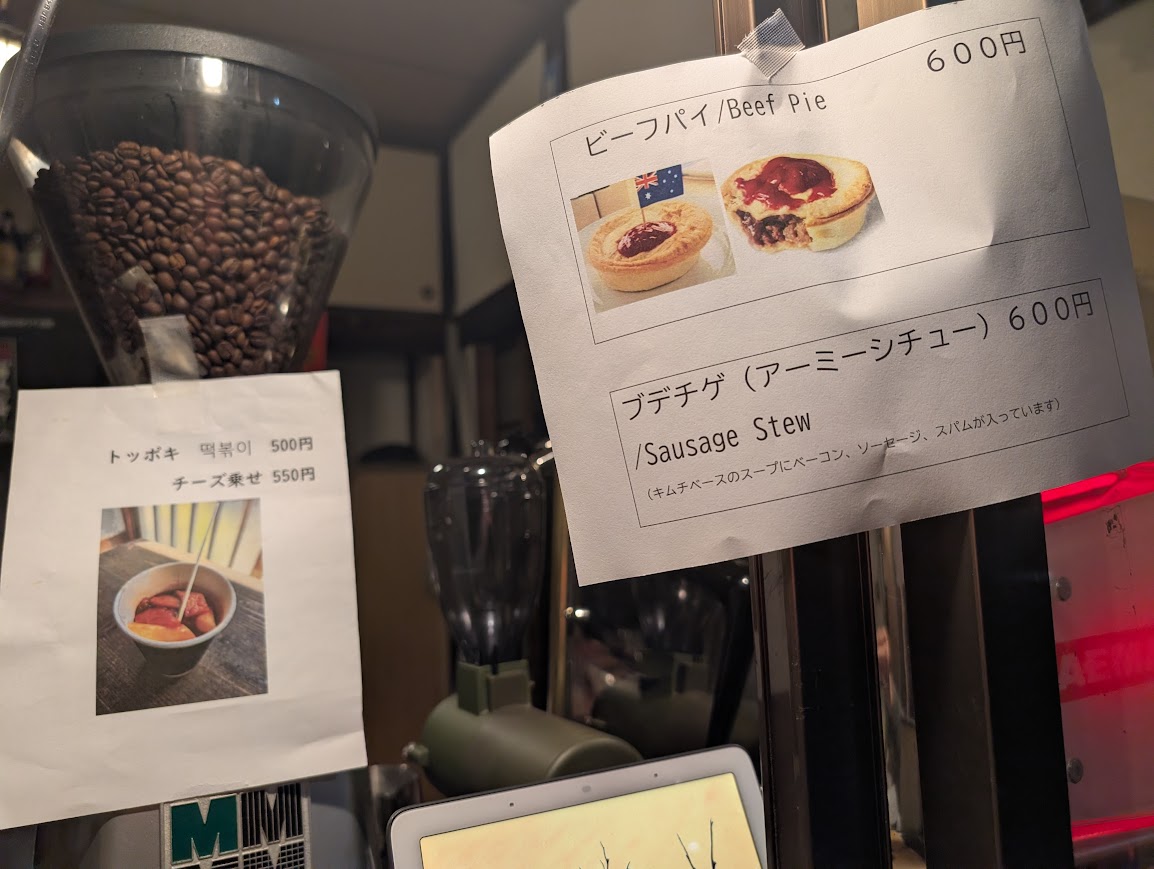 トッポキ 떡볶이 500円
チーズ乗せ 550円
M
ビーフパイ/Beef Pie 600円
ブデチゲ（アーミーシチュー）600円
/Sausage Stew
（キムチベースのスープにベーコン、ソーセージ、スパムが入っています）